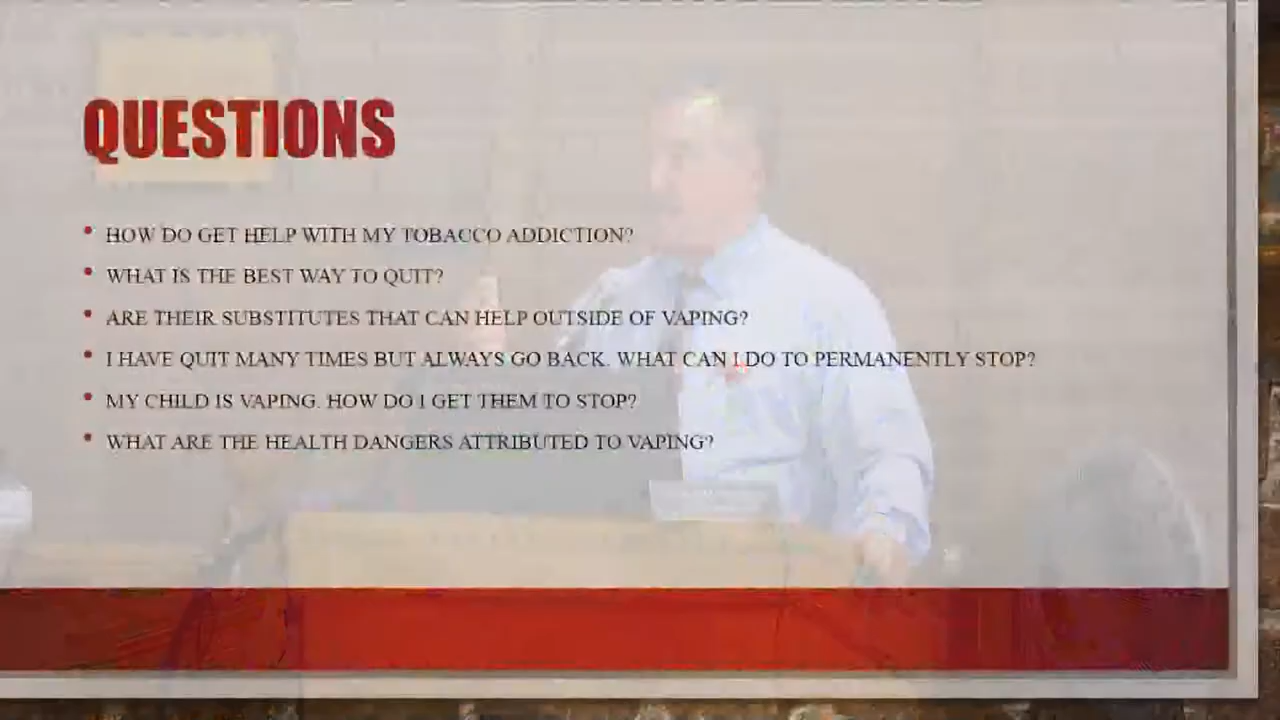 QUESTIONS
HOW DO GET HELP WITH MY TOBACCO ADDICTION?
WHAT IS THE BEST WAY TO QUIT?
ARE THEIR SUBSTITUTES THAT CAN HELP OUTSIDE OF VAPING?
I HAVE QUIT MANY TIMES BUT ALWAYS GO BACK. WHAT CAN I DO TO PERMANENTLY STOP?
MY CHILD IS VAPING. HOW DO I GET THEM TO STOP?
WHAT ARE THE HEALTH DANGERS ATTRIBUTED TO VAPING?